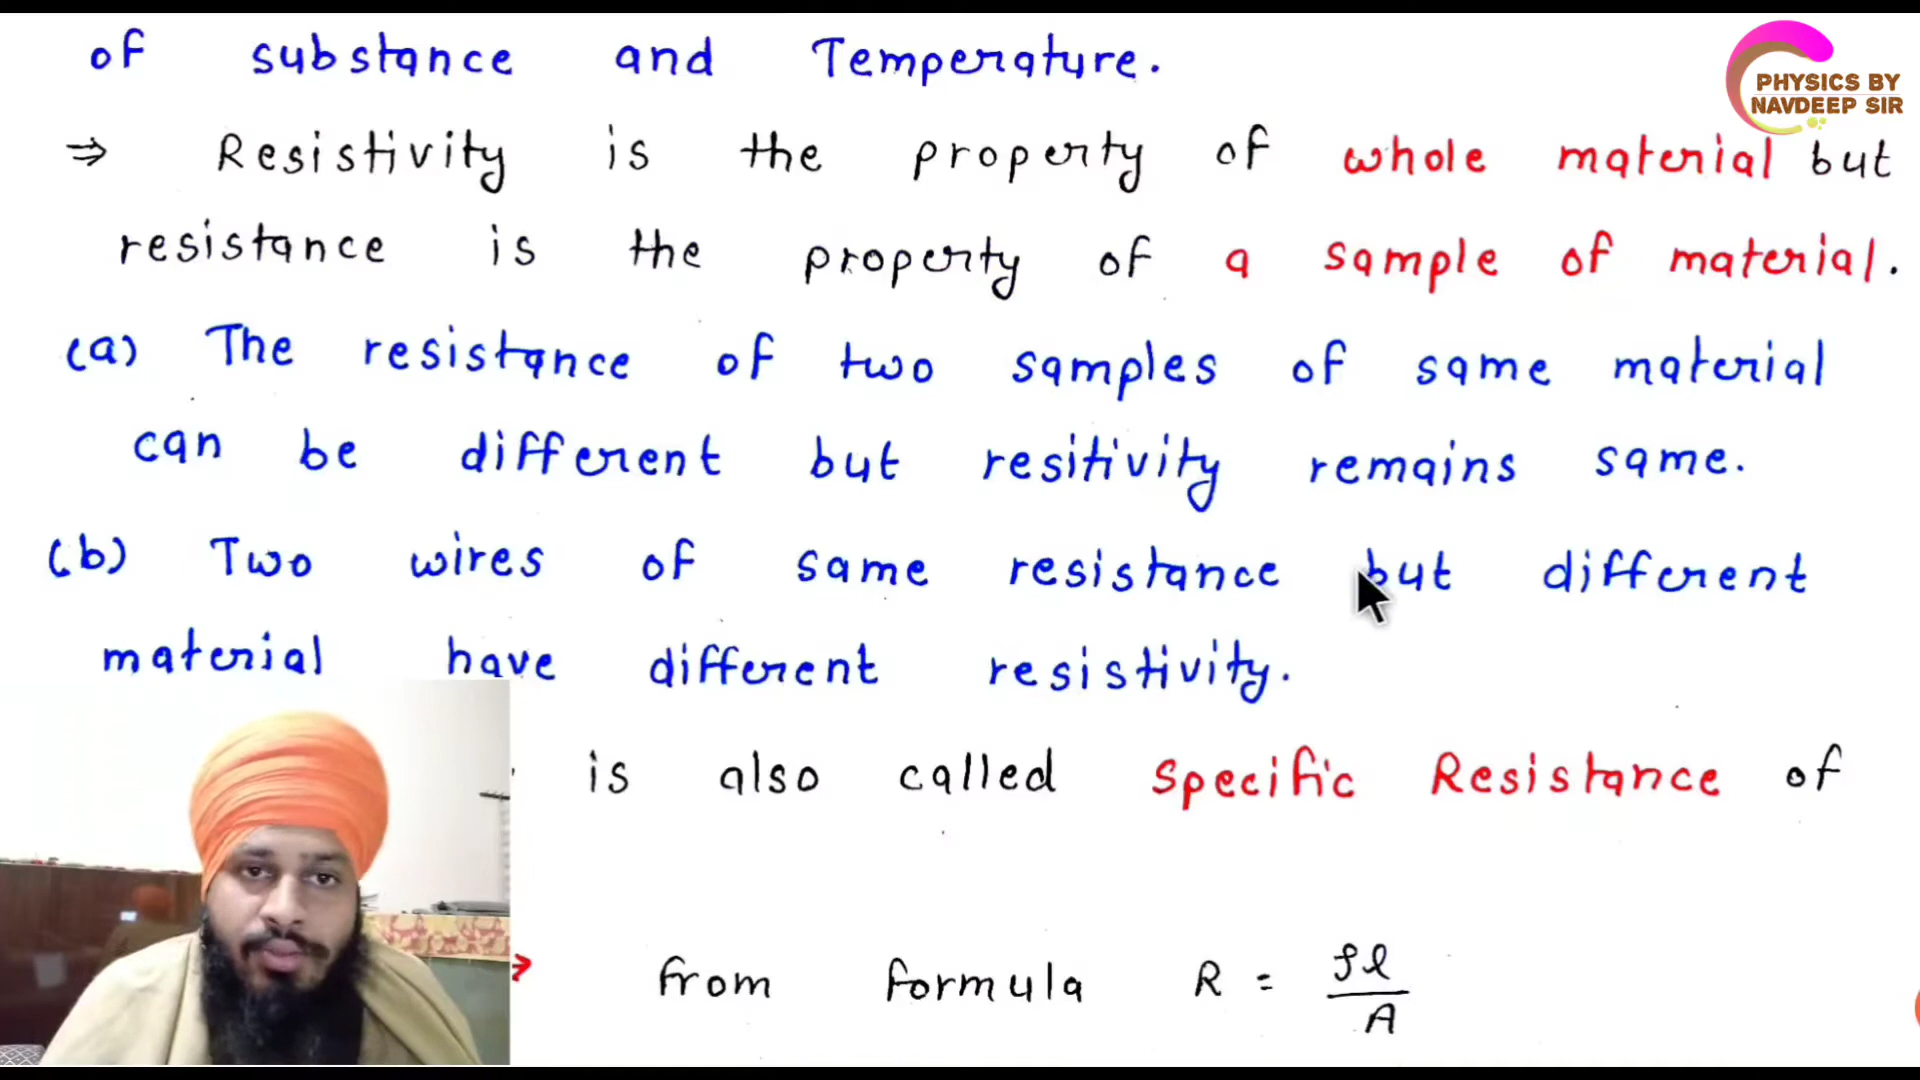 of substance and Temperature.
PHYSICS BY
NAVDEEP SIR
⇒ Resistivity is the property of whole material but
resistance is the property of a sample of material.
(a) The resistance of two samples of same material
can be different but resitivity remains same.
(b) Two wires of same resistance but different
material have different resistivity.
is also called Specific Resistance of
→ from formula R = ρl/A